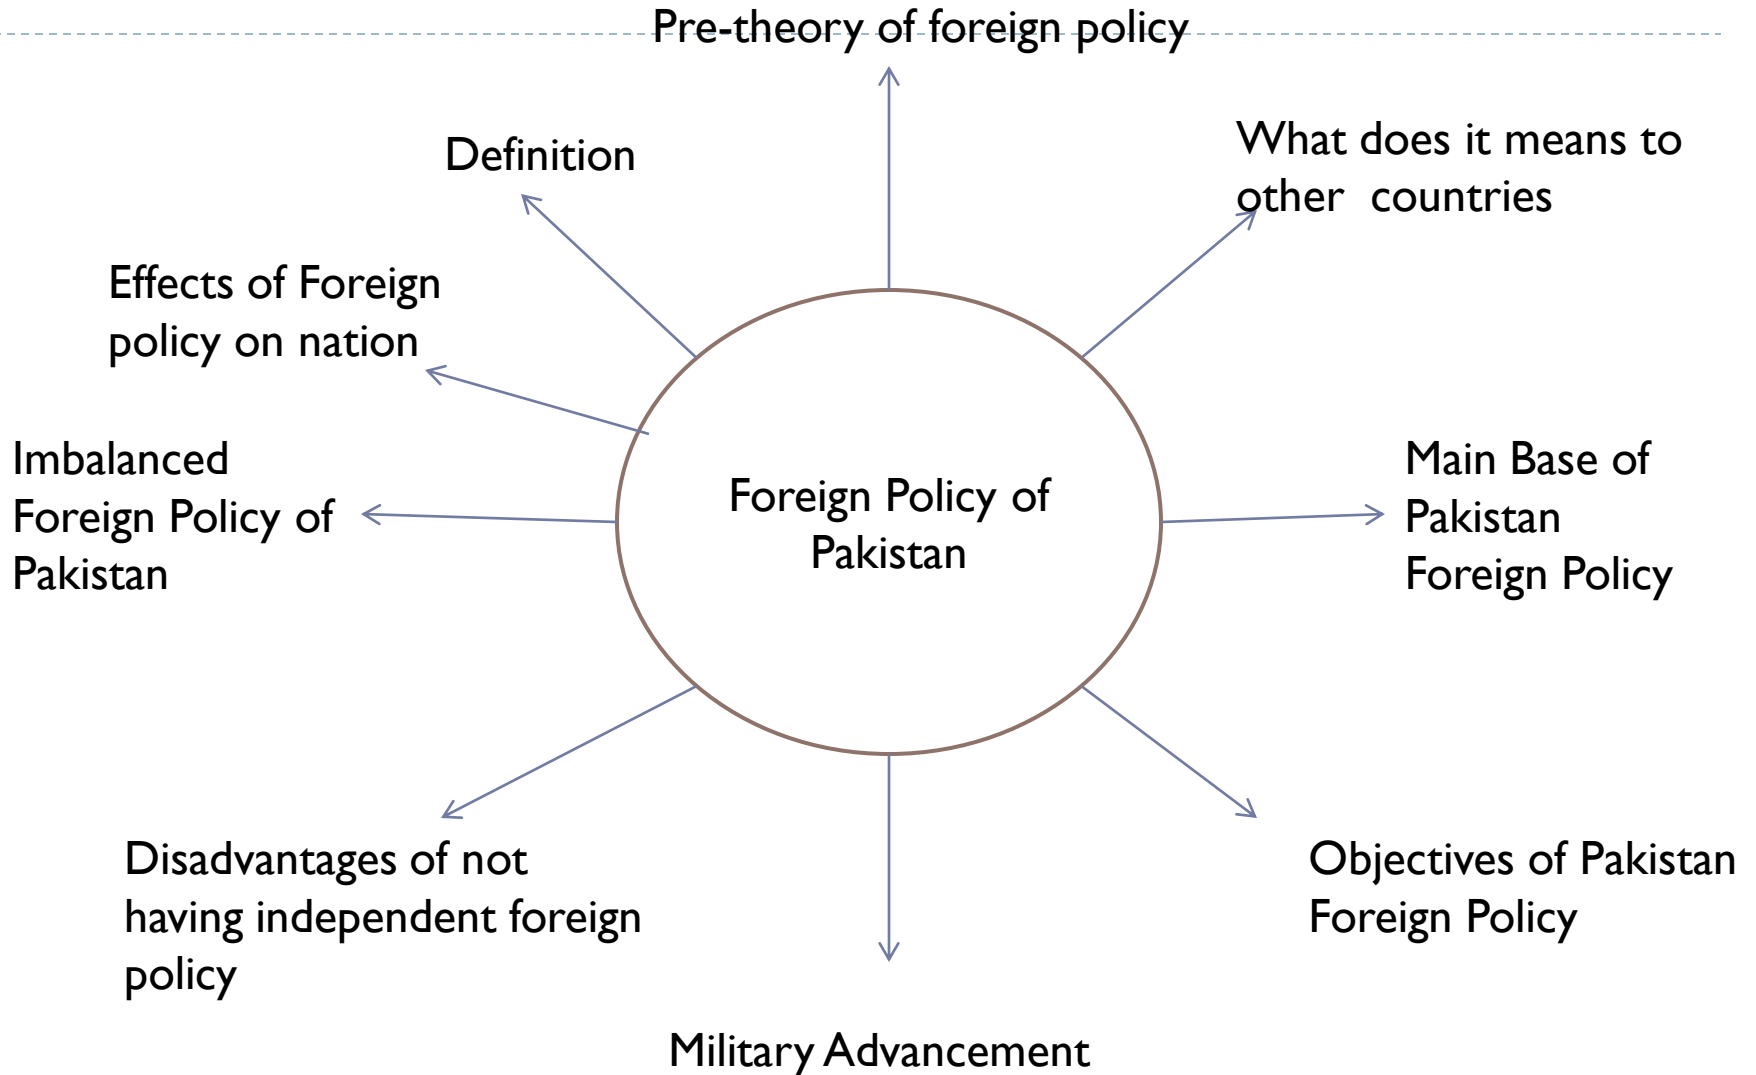 Pre-theory of foreign policy
Definition
What does it means to
other countries
Effects of Foreign
policy on nation
Imbalanced
Foreign Policy of
Pakistan
Foreign Policy of
Pakistan
Main Base of
Pakistan
Foreign Policy
Disadvantages of not
having independent foreign
policy
Objectives of Pakistan
Foreign Policy
Military Advancement